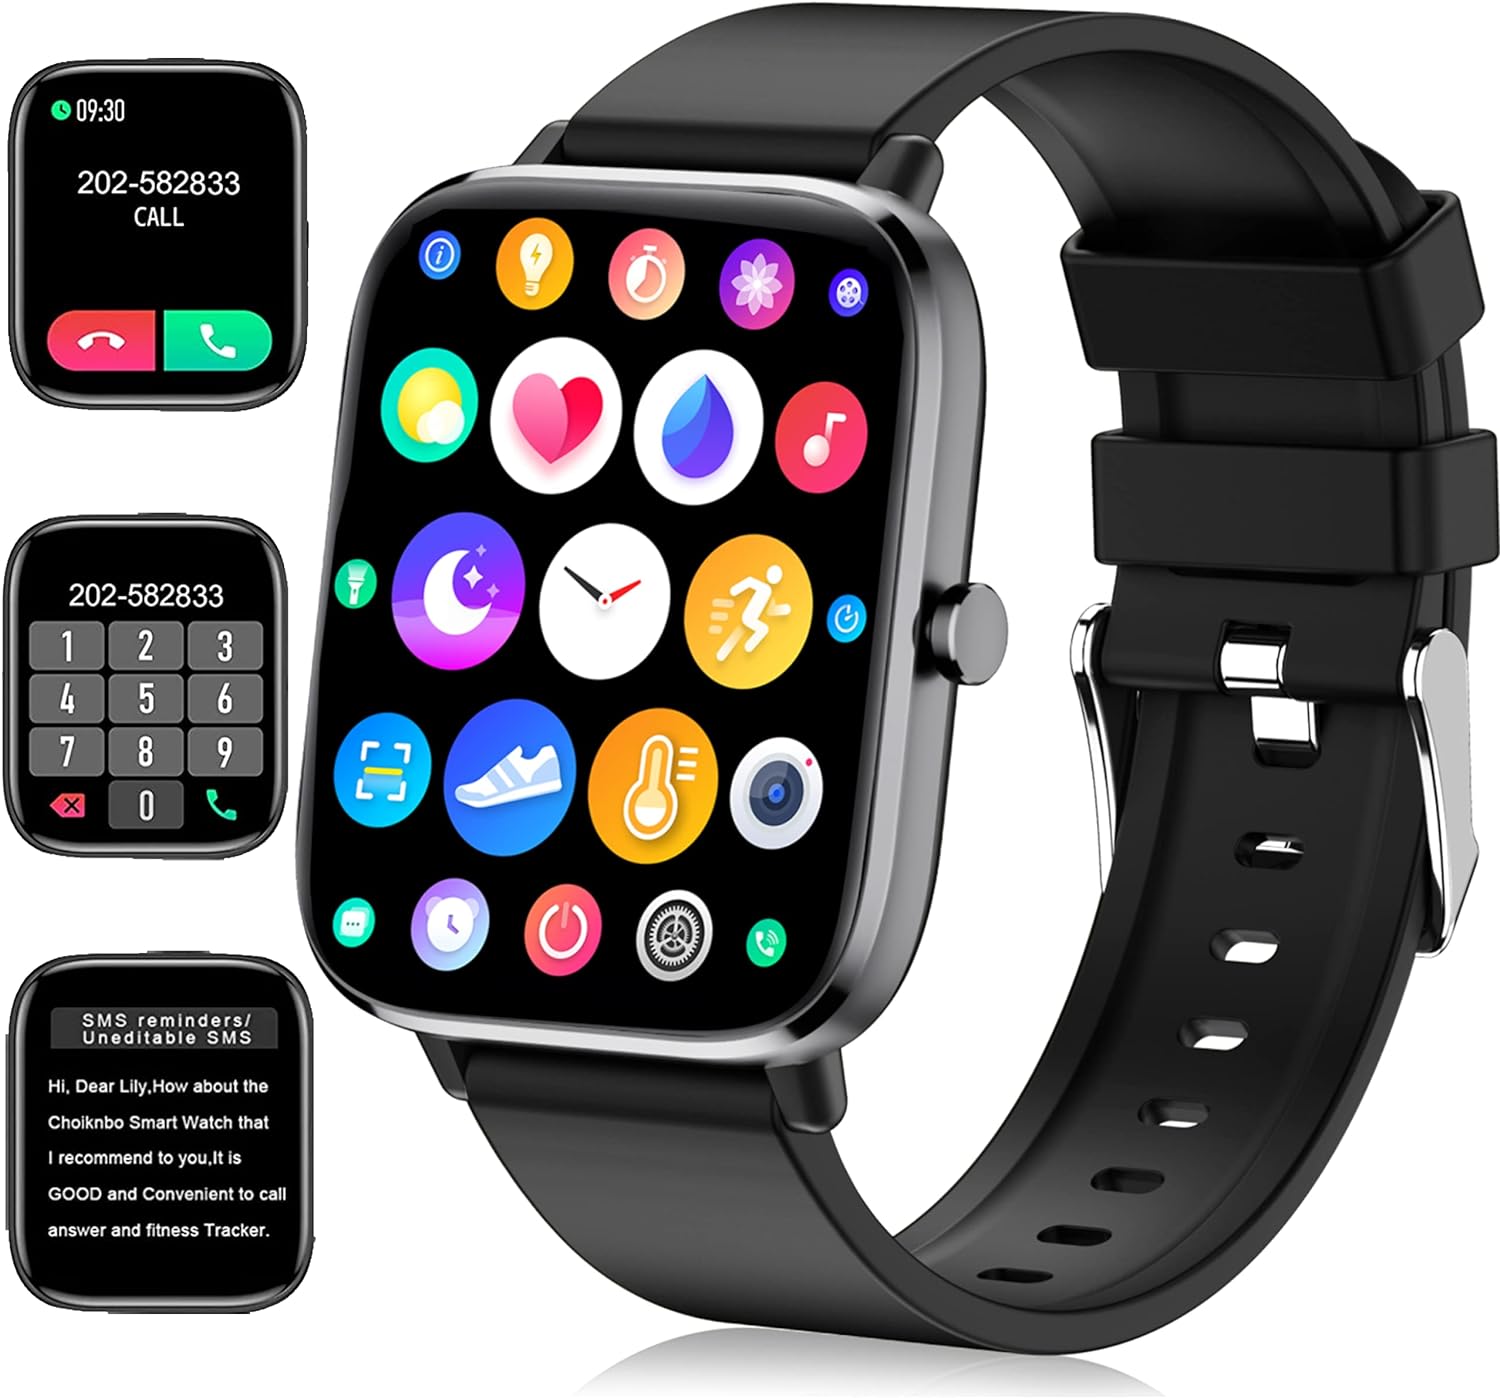 09:30
202-582833
CALL
202-582833
1 2 3
4 5 6
7 8 9
0
SMS reminders/
Uneditable SMS
Hi, Dear Lily,How about the
Choiknbo Smart Watch that
I recommend to you,It is
GOOD and Convenient to call
answer and fitness Tracker.
i